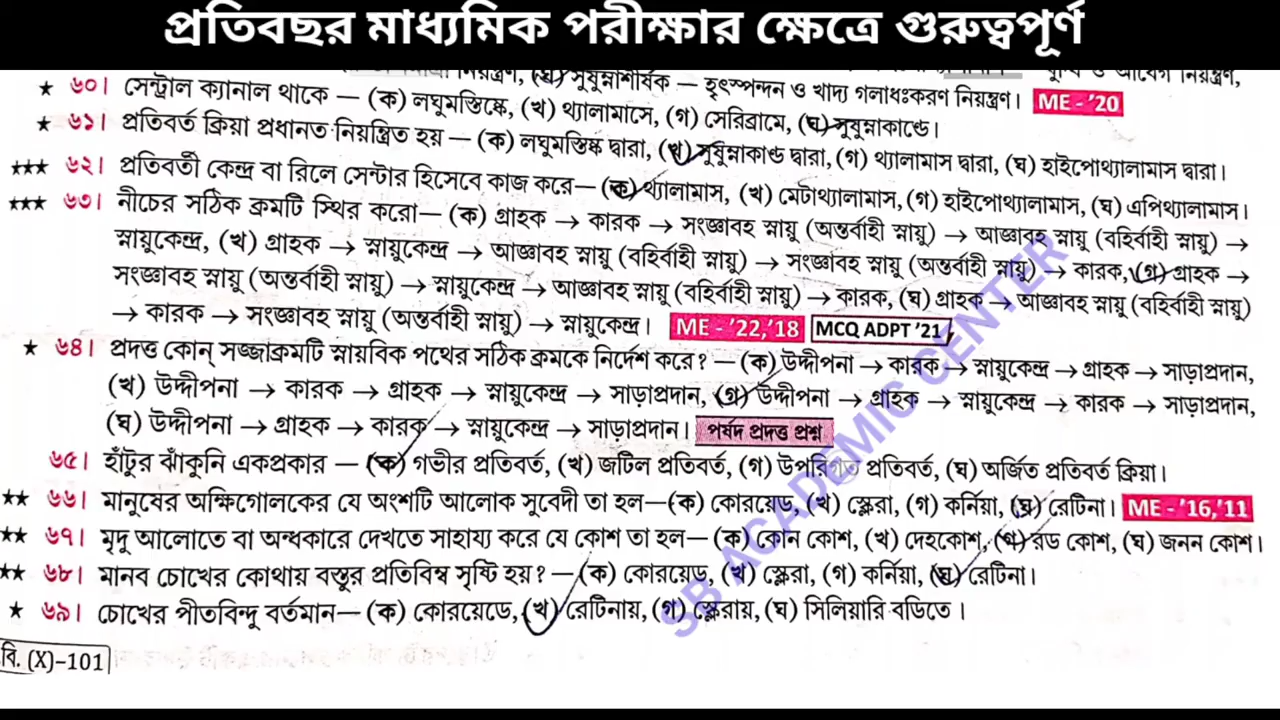 প্রতিবছর মাধ্যমিক পরীক্ষার ক্ষেত্রে গুরুত্বপূর্ণ
নিয়ন্ত্রণ, (ঘ) সুষুম্নাশীর্ষক — হৃৎস্পন্দন ও খাদ্য গলাধঃকরণ নিয়ন্ত্রণ। ME - '20
★ ৬০। সেন্ট্রাল ক্যানাল থাকে — (ক) লঘুমস্তিষ্কে, (খ) থ্যালামাসে, (গ) সেরিব্রামে, (ঘ) সুষুম্নাকাণ্ডে।
★ ৬১। প্রতিবর্ত ক্রিয়া প্রধানত নিয়ন্ত্রিত হয় — (ক) লঘুমস্তিষ্ক দ্বারা, (খ) সুষুম্নাকাণ্ড দ্বারা, (গ) থ্যালামাস দ্বারা, (ঘ) হাইপোথ্যালামাস দ্বারা।
★★★ ৬২। প্রতিবর্তী কেন্দ্র বা রিলে সেন্টার হিসেবে কাজ করে— (ক) থ্যালামাস, (খ) মেটাথ্যালামাস, (গ) হাইপোথ্যালামাস, (ঘ) এপিথ্যালামাস।
★★★ ৬৩। নীচের সঠিক ক্রমটি স্থির করো— (ক) গ্রাহক → কারক → সংজ্ঞাবহ স্নায়ু (অন্তর্বাহী স্নায়ু) → আজ্ঞাবহ স্নায়ু (বহির্বাহী স্নায়ু) →
স্নায়ুকেন্দ্র, (খ) গ্রাহক → স্নায়ুকেন্দ্র → আজ্ঞাবহ স্নায়ু (বহির্বাহী স্নায়ু) → সংজ্ঞাবহ স্নায়ু (অন্তর্বাহী স্নায়ু) → কারক, (গ) গ্রাহক →
সংজ্ঞাবহ স্নায়ু (অন্তর্বাহী স্নায়ু) → স্নায়ুকেন্দ্র → আজ্ঞাবহ স্নায়ু (বহির্বাহী স্নায়ু) → কারক, (ঘ) গ্রাহক → আজ্ঞাবহ স্নায়ু (বহির্বাহী স্নায়ু)
→ কারক → সংজ্ঞাবহ স্নায়ু (অন্তর্বাহী স্নায়ু) → স্নায়ুকেন্দ্র। ME - '22,'18 MCQ ADPT '21
★ ৬৪। প্রদত্ত কোন্ সজ্জাক্রমটি স্নায়বিক পথের সঠিক ক্রমকে নির্দেশ করে? — (ক) উদ্দীপনা → কারক → স্নায়ুকেন্দ্র → গ্রাহক → সাড়াপ্রদান,
(খ) উদ্দীপনা → কারক → গ্রাহক → স্নায়ুকেন্দ্র → সাড়াপ্রদান, (গ) উদ্দীপনা → গ্রাহক → স্নায়ুকেন্দ্র → কারক → সাড়াপ্রদান,
(ঘ) উদ্দীপনা → গ্রাহক → কারক → স্নায়ুকেন্দ্র → সাড়াপ্রদান। পর্ষদ প্রদত্ত প্রশ্ন
৬৫। হাঁটুর ঝাঁকুনি একপ্রকার — (ক) গভীর প্রতিবর্ত, (খ) জটিল প্রতিবর্ত, (গ) উপরিগত প্রতিবর্ত, (ঘ) অর্জিত প্রতিবর্ত ক্রিয়া।
★★ ৬৬। মানুষের অক্ষিগোলকের যে অংশটি আলোক সুবেদী তা হল—(ক) কোরয়েড, (খ) স্ক্লেরা, (গ) কর্নিয়া, (ঘ) রেটিনা। ME - '16,'11
★★ ৬৭। মৃদু আলোতে বা অন্ধকারে দেখতে সাহায্য করে যে কোশ তা হল— (ক) কোন কোশ, (খ) দেহকোশ, (গ) রড কোশ, (ঘ) জনন কোশ।
★★ ৬৮। মানব চোখের কোথায় বস্তুর প্রতিবিম্ব সৃষ্টি হয়? — (ক) কোরয়েড, (খ) স্ক্লেরা, (গ) কর্নিয়া, (ঘ) রেটিনা।
★ ৬৯। চোখের পীতবিন্দু বর্তমান— (ক) কোরয়েডে, (খ) রেটিনায়, (গ) স্ক্লেরায়, (ঘ) সিলিয়ারি বডিতে।
বি. (X)–101
SB ACADEMIC CENTER